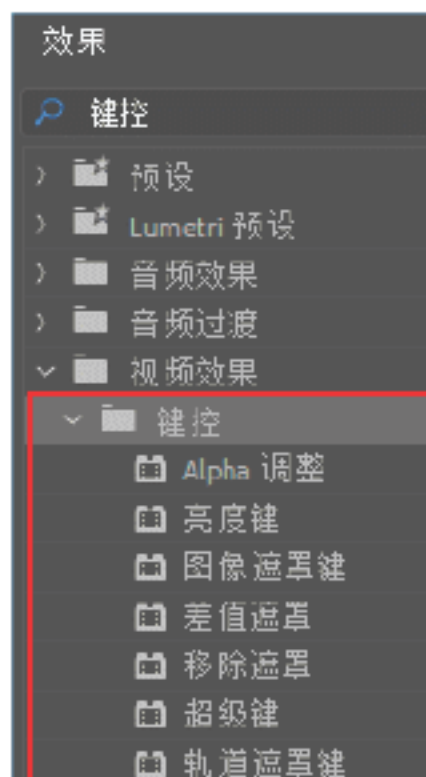 效果
键控
预设
Lumetri 预设
音频效果
音频过渡
视频效果
键控
Alpha 调整
亮度键
图像遮罩键
差值遮罩
移除遮罩
超级键
轨道遮罩键